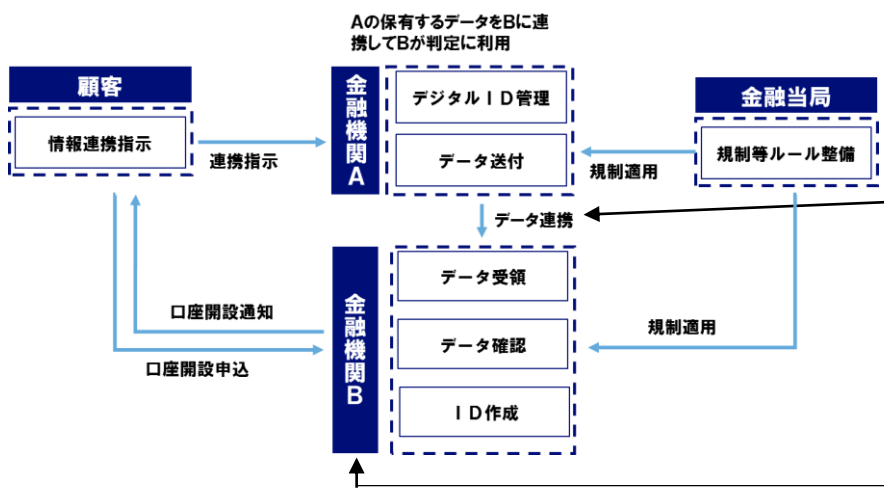 Aの保有するデータをBに連
携してBが判定に利用
顧客
情報連携指示
連携指示
金融機関A
デジタルID管理
データ送付
金融当局
規制等ルール整備
規制適用
データ連携
金融機関B
データ受領
データ確認
ID作成
口座開設通知
口座開設申込
規制適用